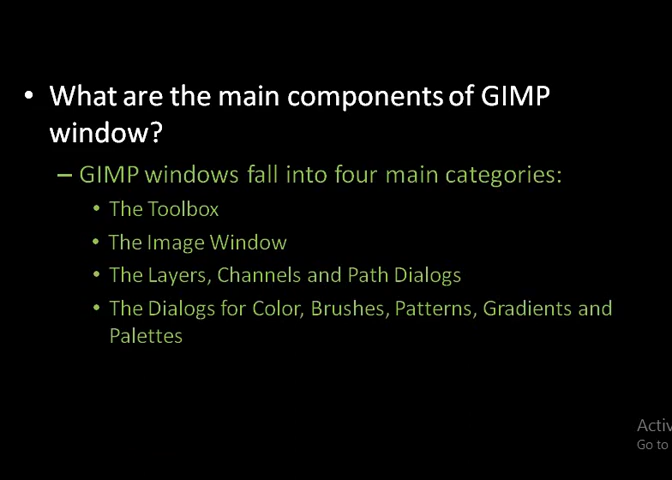 • What are the main components of GIMP
window?
– GIMP windows fall into four main categories:
• The Toolbox
• The Image Window
• The Layers, Channels and Path Dialogs
• The Dialogs for Color, Brushes, Patterns, Gradients and
Palettes
Activ
Go to